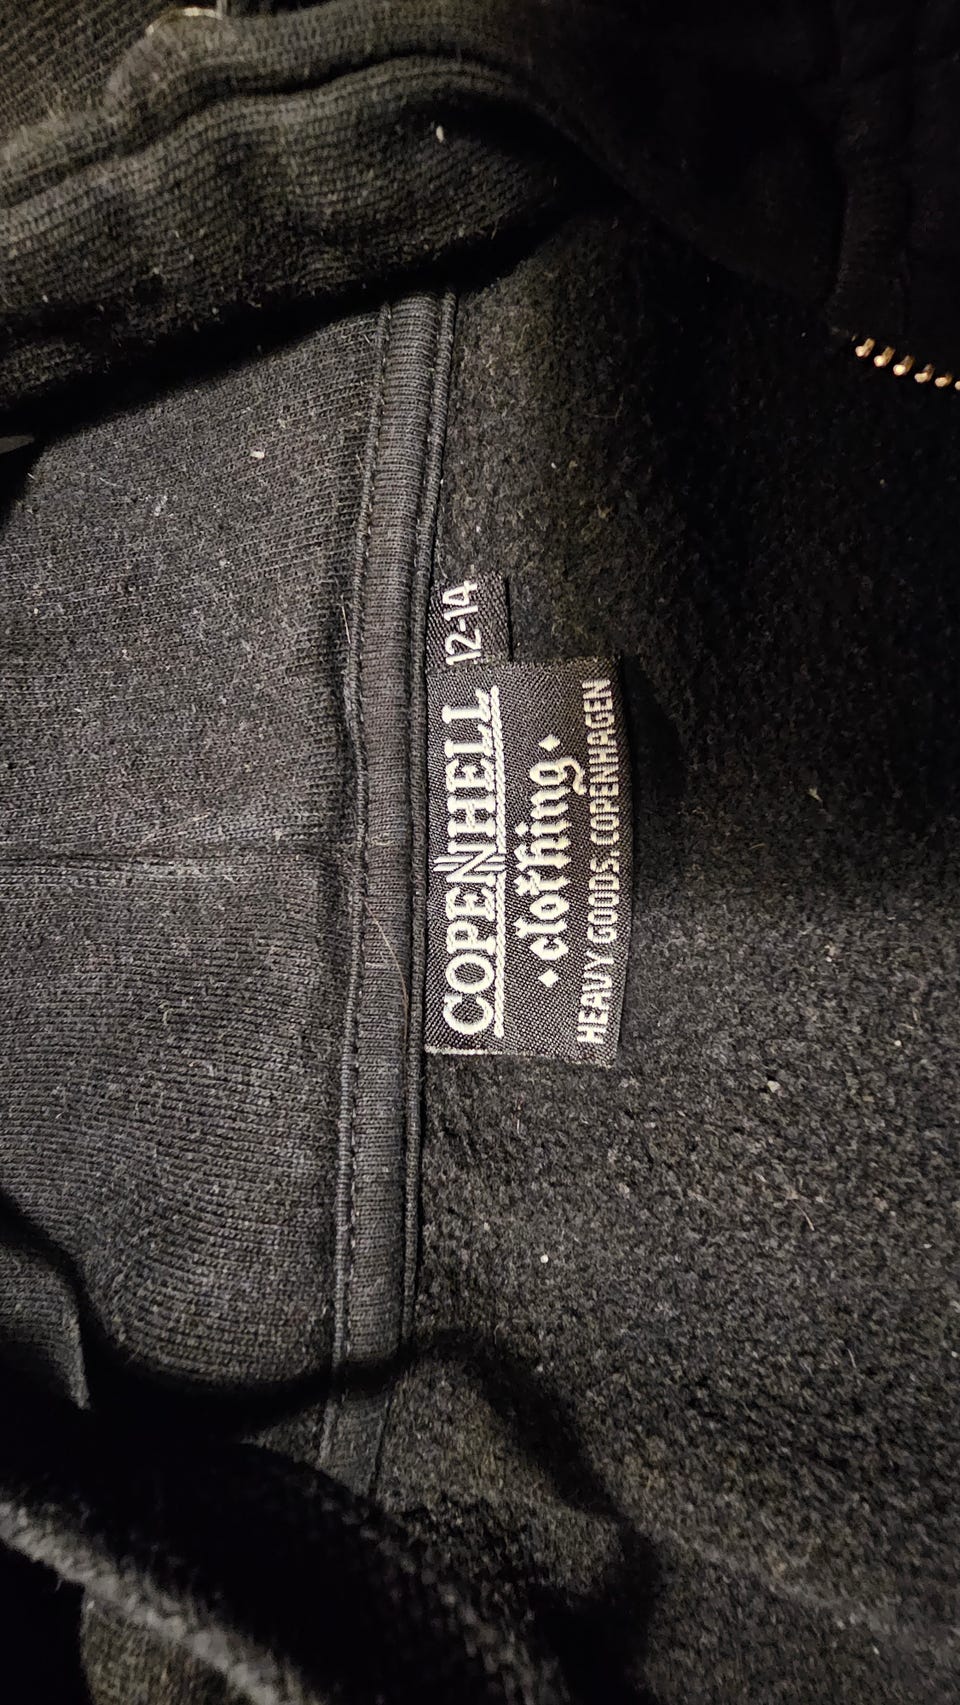 COPENHELL
• clothing •
HEAVY GOODS, COPENHAGEN
12-14